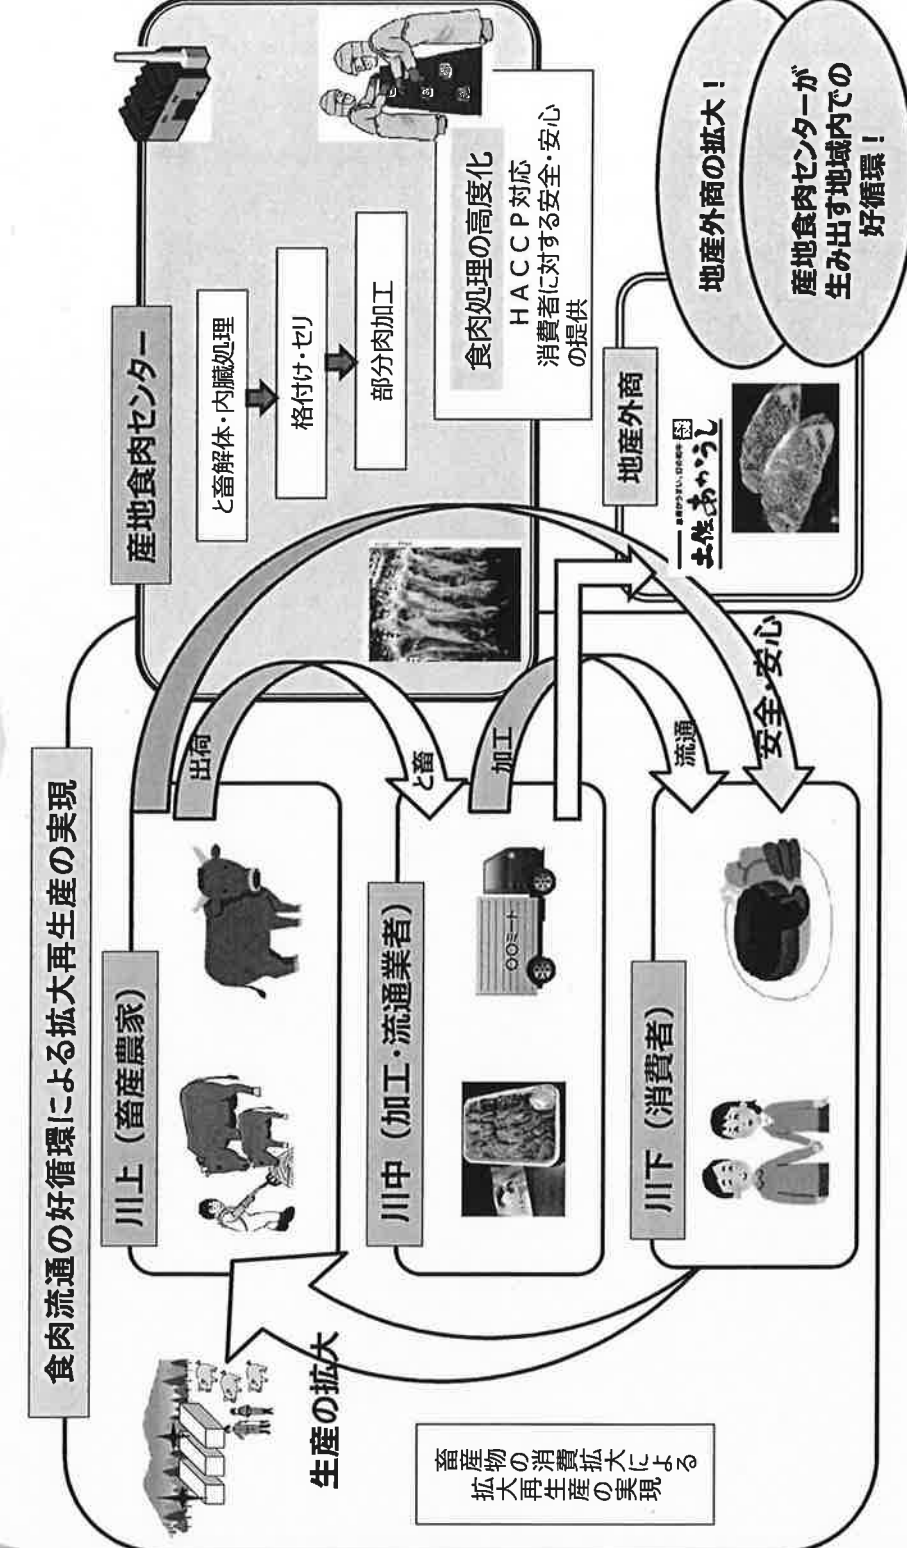 食肉流通の好循環による拡大再生産の実現
川上（畜産農家）
出荷
と畜
川中（加工・流通業者）
〇〇ミート
加工
流通
川下（消費者）
安全・安心
生産の拡大
畜産物の消費拡大による
拡大再生産の実現
産地食肉センター
と畜解体・内臓処理
格付け・セリ
部分肉加工
食肉処理の高度化
ＨＡＣＣＰ対応
消費者に対する安全・安心
の提供
地産外商
土佐あかうし
地産外商の拡大！
産地食肉センターが
生み出す地域内での
好循環！